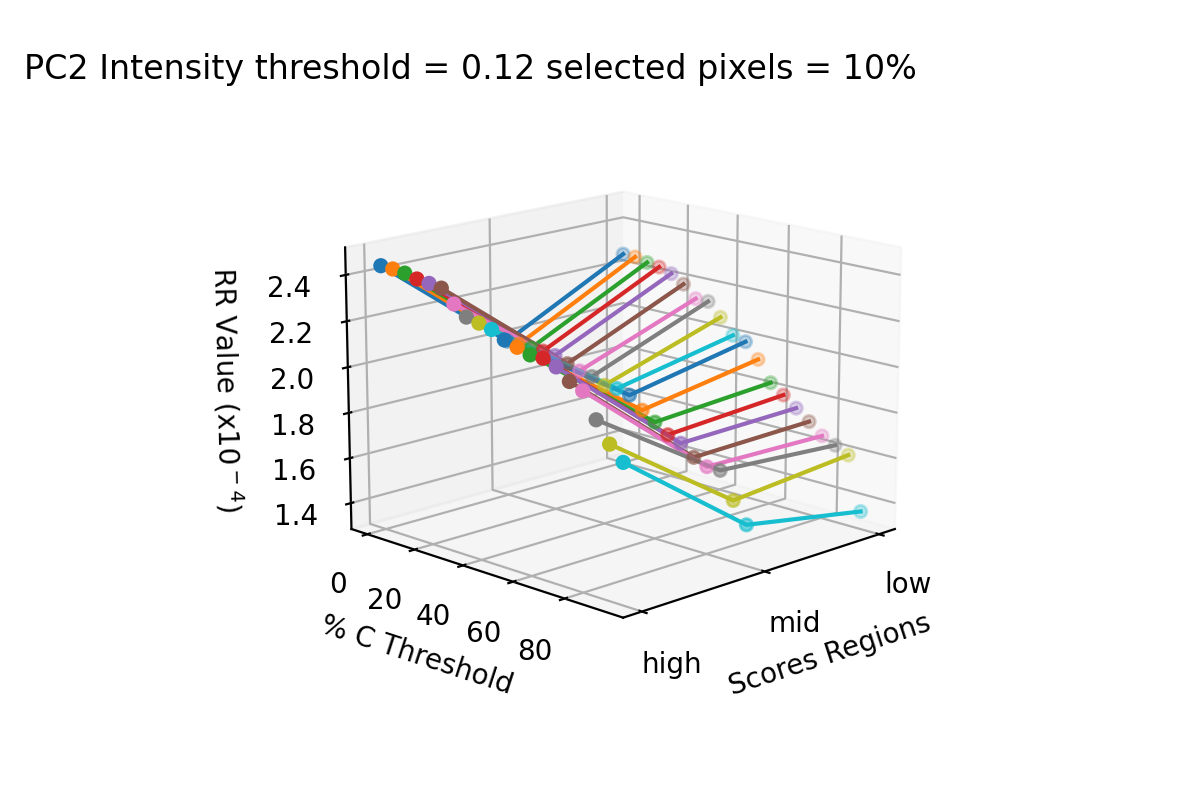 PC2 Intensity threshold = 0.12 selected pixels = 10%
RR Value (x10⁻⁴)
2.4
2.2
2.0
1.8
1.6
1.4
0
20
40
60
80
% C Threshold
high
mid
low
Scores Regions